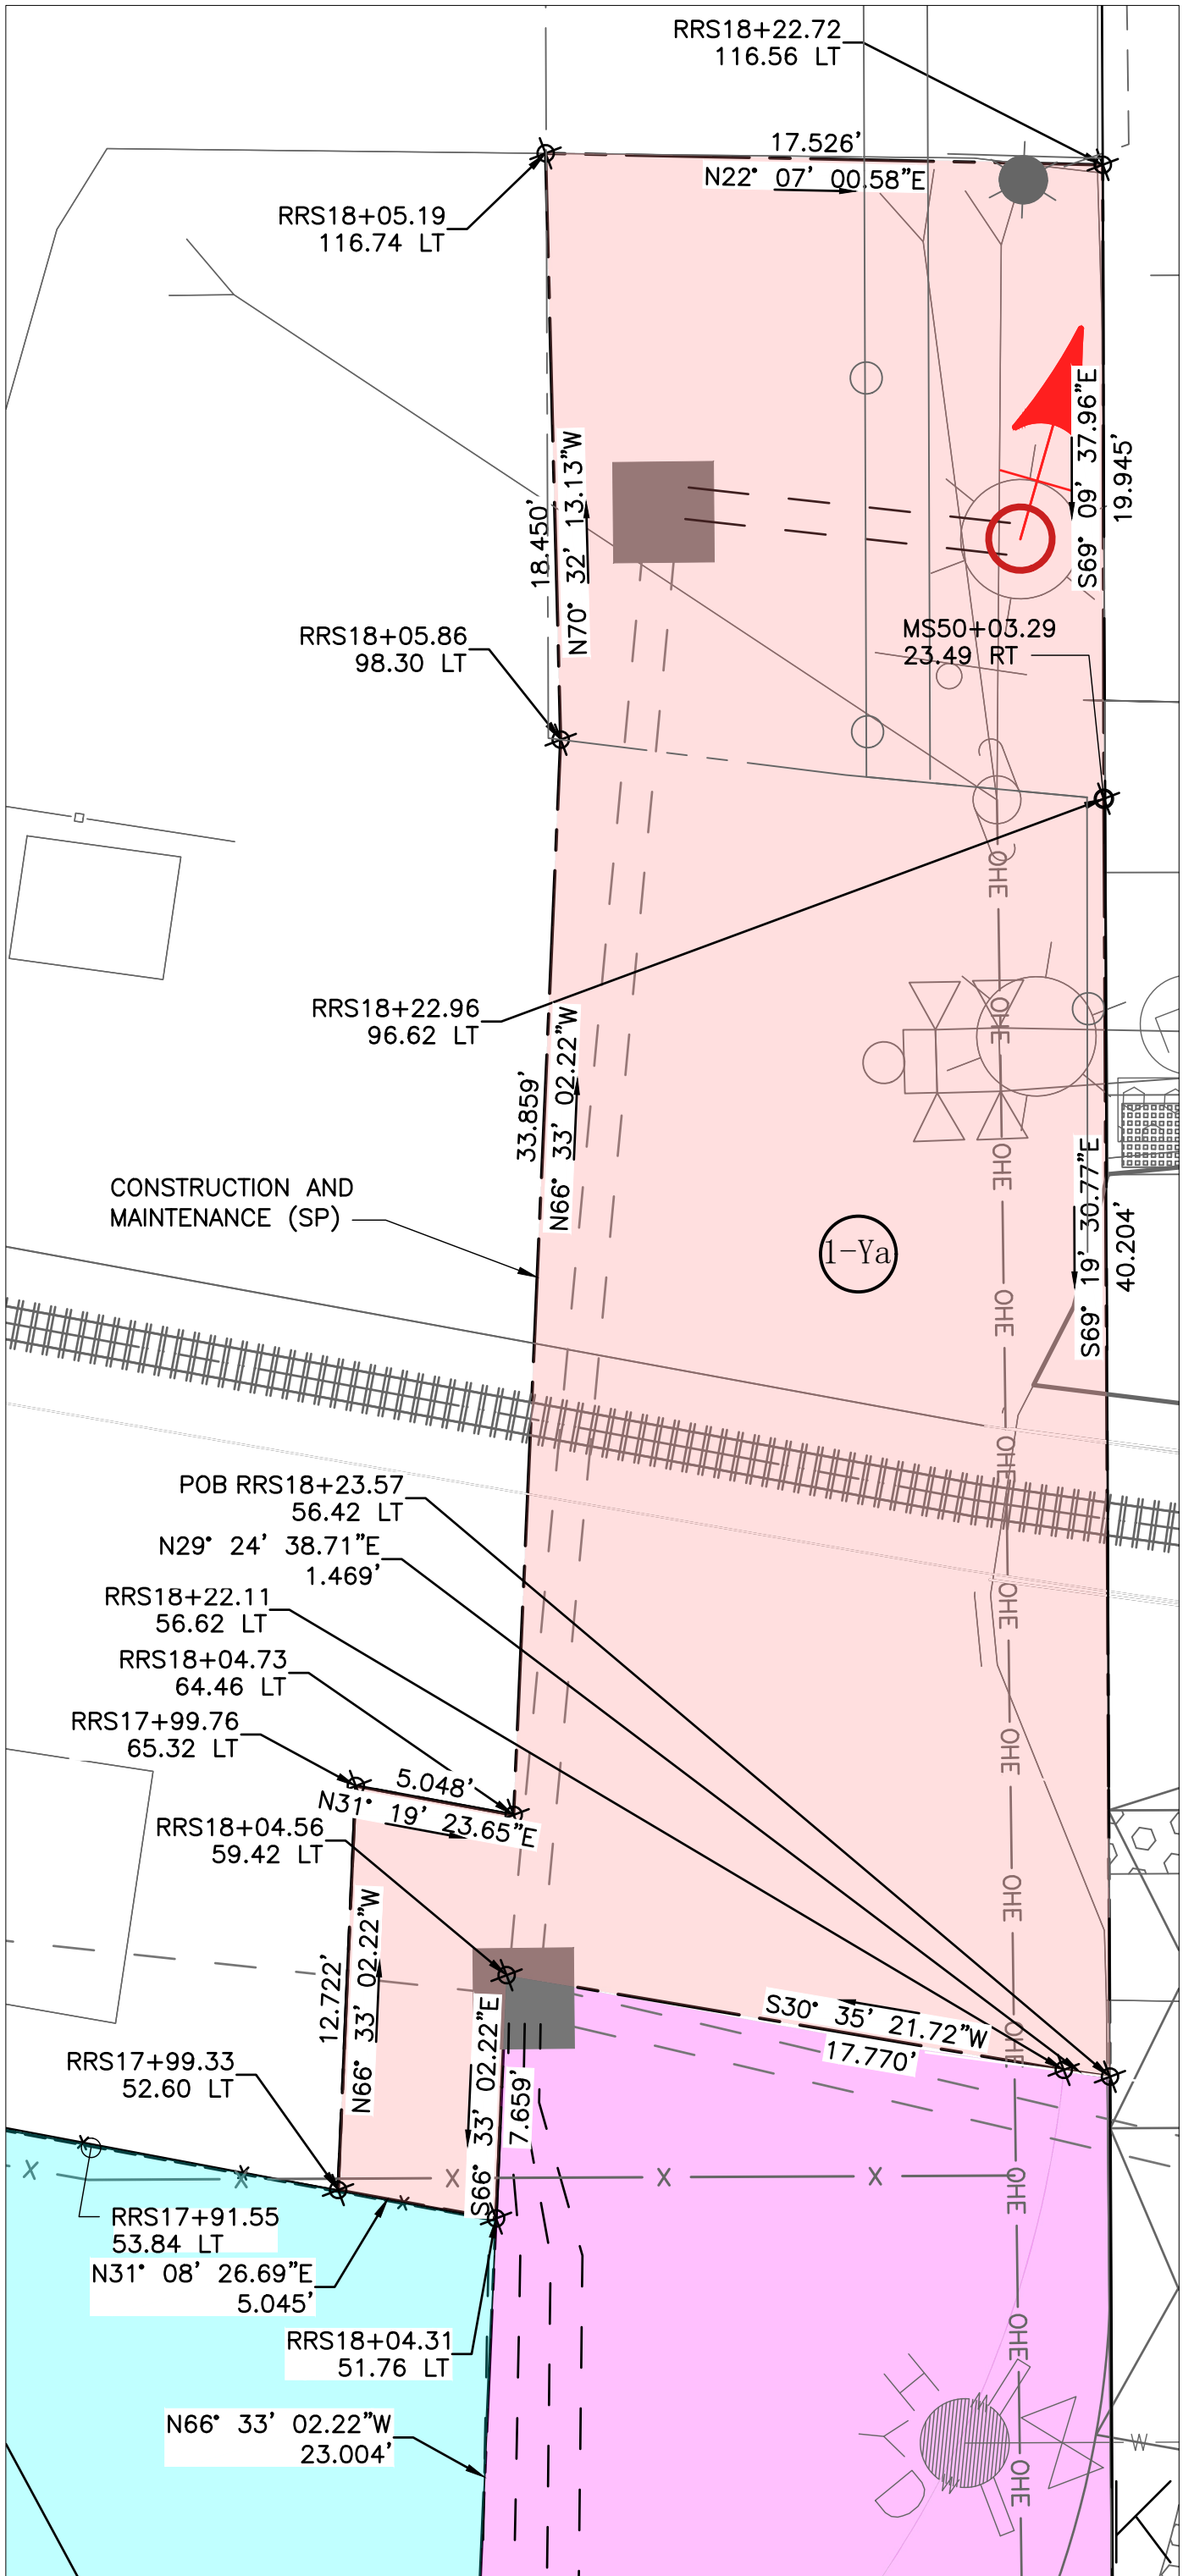 RRS18+22.72
116.56 LT
17.526'
N22° 07' 00.58"E
RRS18+05.19
116.74 LT
S69° 09' 37.96"E
19.945'
18.450'
N70° 32' 13.13"W
RRS18+05.86
98.30 LT
MS50+03.29
23.49 RT
OHE
RRS18+22.96
96.62 LT
OHE
33.859'
N66° 33' 02.22"W
OHE
CONSTRUCTION AND
MAINTENANCE (SP)
S69° 19' 30.77"E
40.204'
1-Ya
OHE
OHE
POB RRS18+23.57
56.42 LT
N29° 24' 38.71"E
1.469'
RRS18+22.11
56.62 LT
OHE
RRS18+04.73
64.46 LT
RRS17+99.76
65.32 LT
OHE
5.048'
N31° 19' 23.65"E
RRS18+04.56
59.42 LT
OHE
12.722'
N66° 33' 02.22"W
S66° 33' 02.22"E
7.659'
S30° 35' 21.72"W
17.770'
OHE
RRS17+99.33
52.60 LT
X
X
X
X
X
OHE
RRS17+91.55
53.84 LT
N31° 08' 26.69"E
5.045'
RRS18+04.31
51.76 LT
OHE
N66° 33' 02.22"W
23.004'
H
Y
D
W
OHE